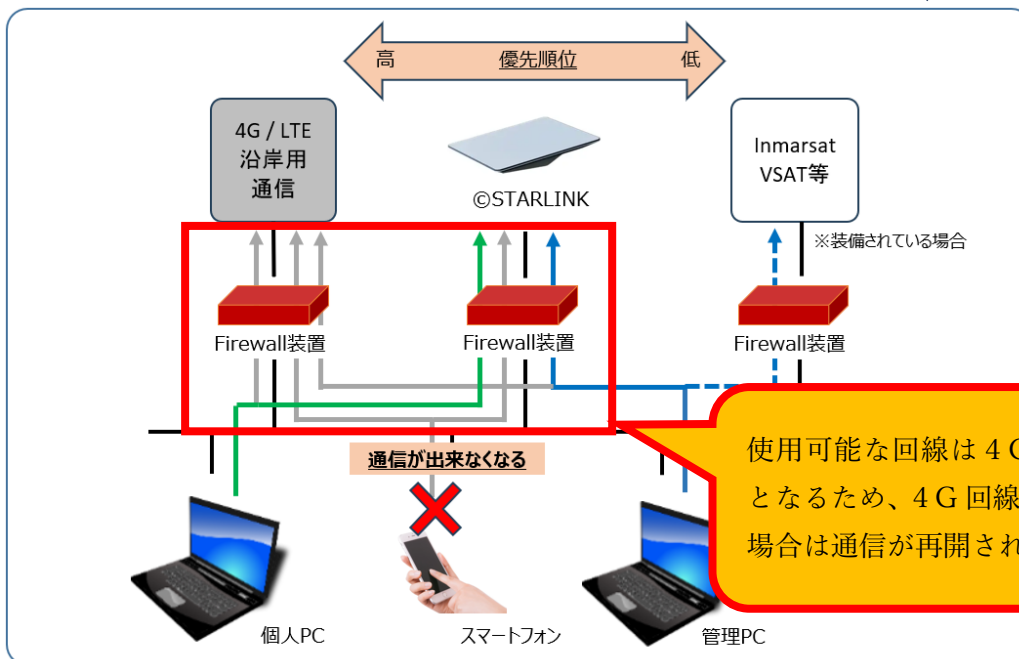 高 優先順位 低
4G / LTE
沿岸用
通信
©STARLINK
Inmarsat
VSAT等
※装備されている場合
Firewall装置
Firewall装置
Firewall装置
通信が出来なくなる
使用可能な回線は４G
となるため、４G 回線
場合は通信が再開され
個人PC
スマートフォン
管理PC